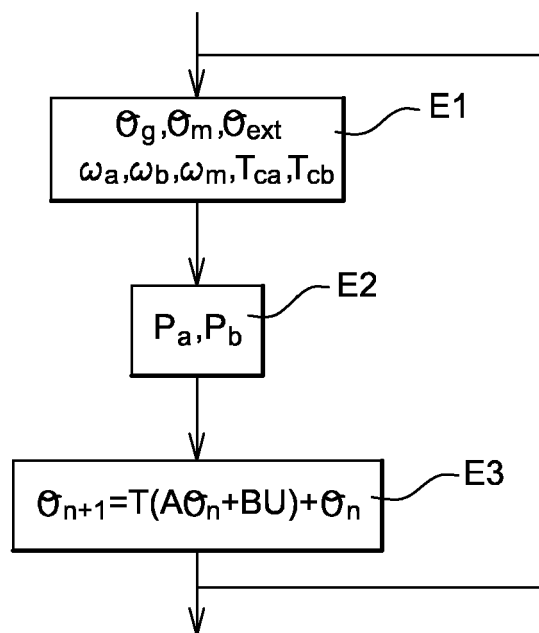 θg,θm,θext
ωa,ωb,ωm,Tca,Tcb
E1
Pa,Pb
E2
θn+1=T(Aθn+BU)+θn
E3